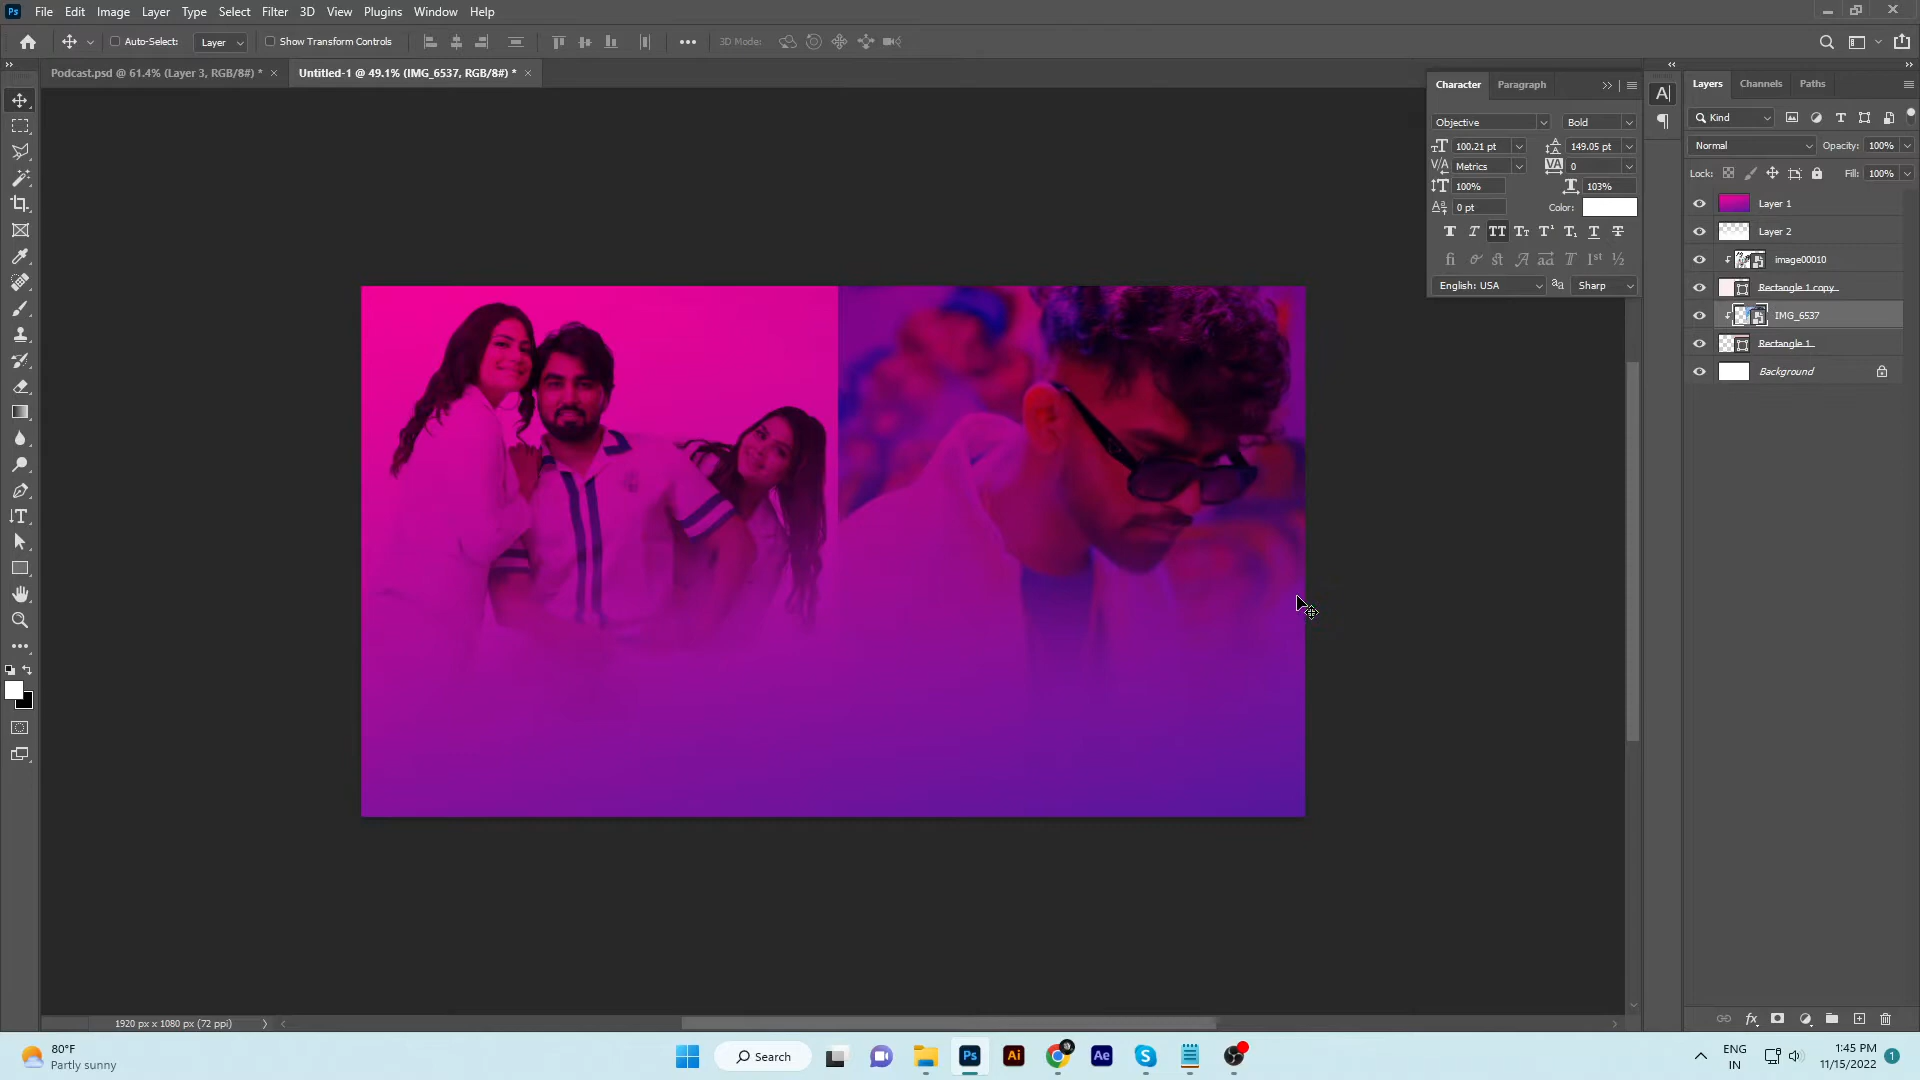 Ps File Edit Image Layer Type Select Filter 3D View Plugins Window Help
Auto-Select: Layer Show Transform Controls 3D Mode:
Podcast.psd @ 61.4% (Layer 3, RGB/8#) * × Untitled-1 @ 49.1% (IMG_6537, RGB/8#) * ×
Character Paragraph
Objective Bold
100.21 pt 149.05 pt
Metrics 0
100% 103%
0 pt Color:
English: USA Sharp
Layers Channels Paths
Kind
Normal Opacity: 100%
Lock: Fill: 100%
Layer 1
Layer 2
image00010
Rectangle 1 copy
IMG_6537
Rectangle 1
Background
1920 px x 1080 px (72 ppi)
80°F
Partly sunny
Search
Ps Ai Ae
ENG
IN
1:45 PM
11/15/2022
1